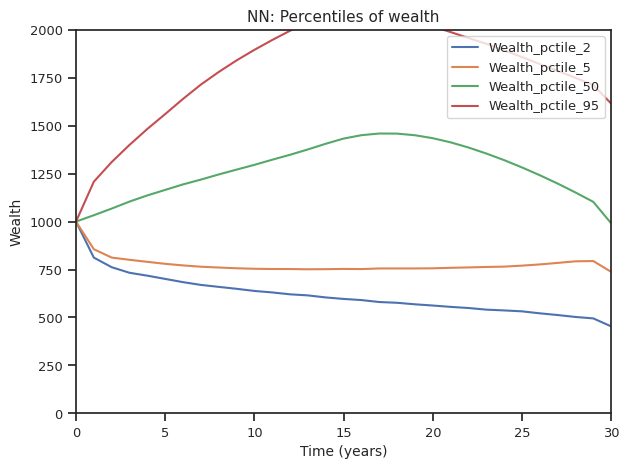 NN: Percentiles of wealth
Wealth
2000
1750
1500
1250
1000
750
500
250
0
Wealth_pctile_2
Wealth_pctile_5
Wealth_pctile_50
Wealth_pctile_95
0 5 10 15 20 25 30
Time (years)